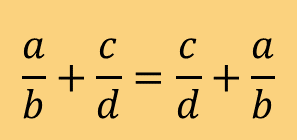 a/b + c/d = c/d + a/b